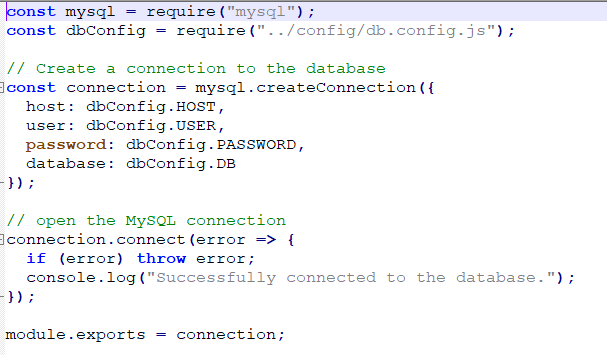 const mysql = require("mysql");
const dbConfig = require("../config/db.config.js");

// Create a connection to the database
const connection = mysql.createConnection({
  host: dbConfig.HOST,
  user: dbConfig.USER,
  password: dbConfig.PASSWORD,
  database: dbConfig.DB
});

// open the MySQL connection
connection.connect(error => {
  if (error) throw error;
  console.log("Successfully connected to the database.");
});

module.exports = connection;